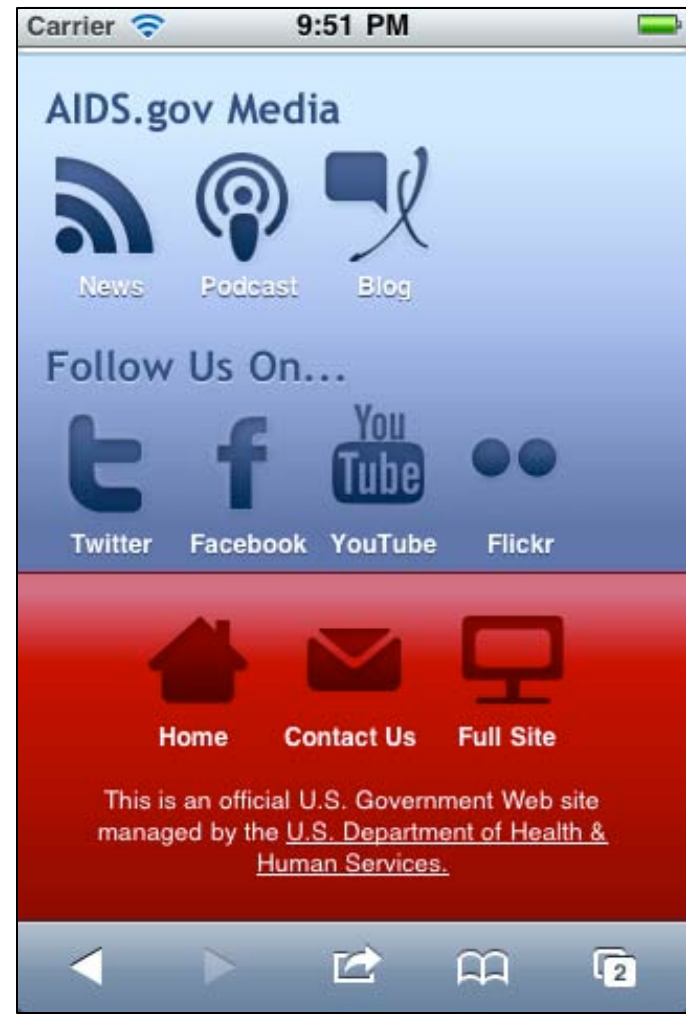 Carrier 9:51 PM
AIDS.gov Media
News Podcast Blog
Follow Us On...
You
Tube
Twitter Facebook YouTube Flickr
Home Contact Us Full Site
This is an official U.S. Government Web site
managed by the U.S. Department of Health &
Human Services.
2